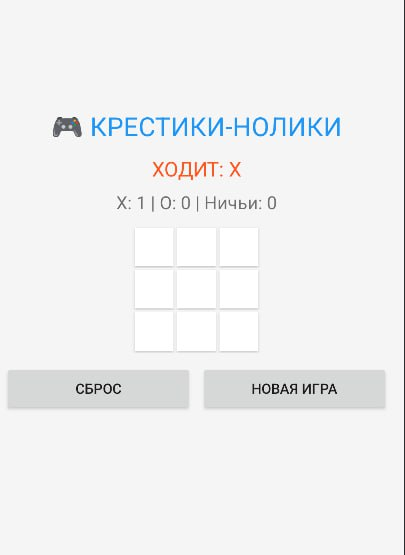 КРЕСТИКИ-НОЛИКИ
ХОДИТ: X
X: 1 | O: 0 | Ничьи: 0
СБРОС
НОВАЯ ИГРА